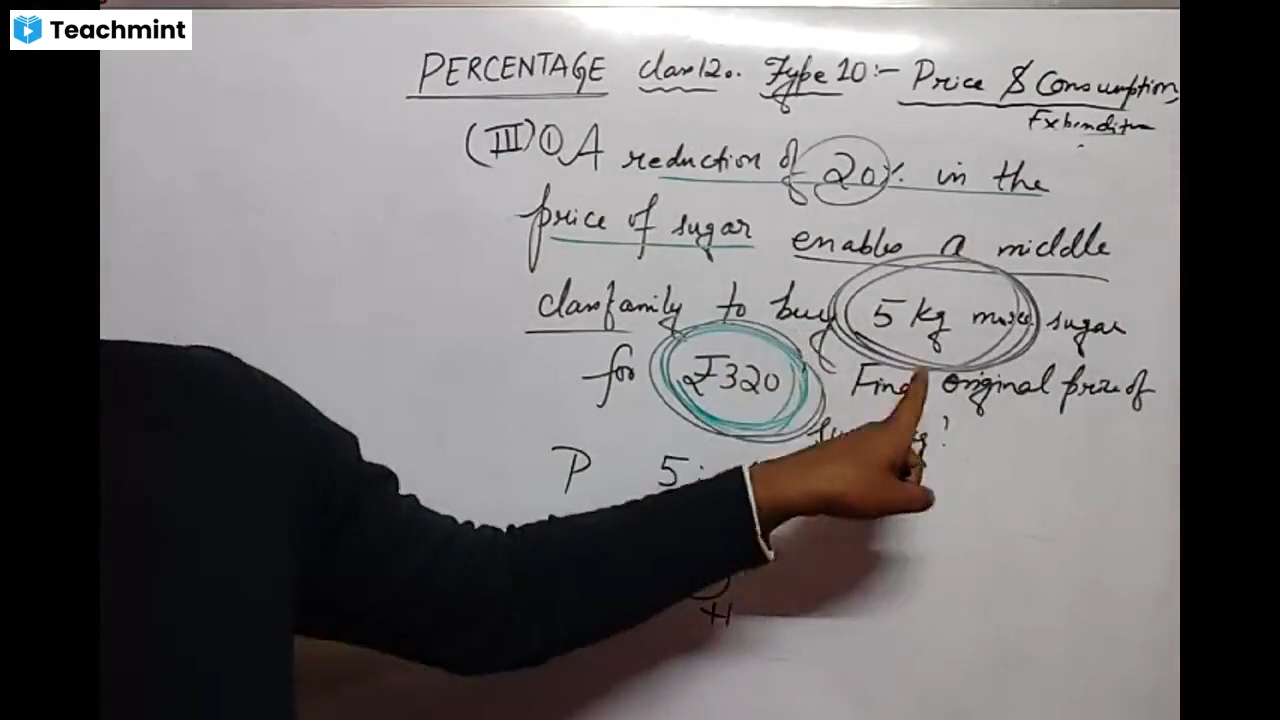 Teachmint
PERCENTAGE Class 12. Type 10:- Price & Consumption,
Expenditure
(III) ① A reduction of 20% in the
price of sugar enables a middle
class family to buy 5 kg more sugar
for ₹320 Find original price of
P 5:
+1